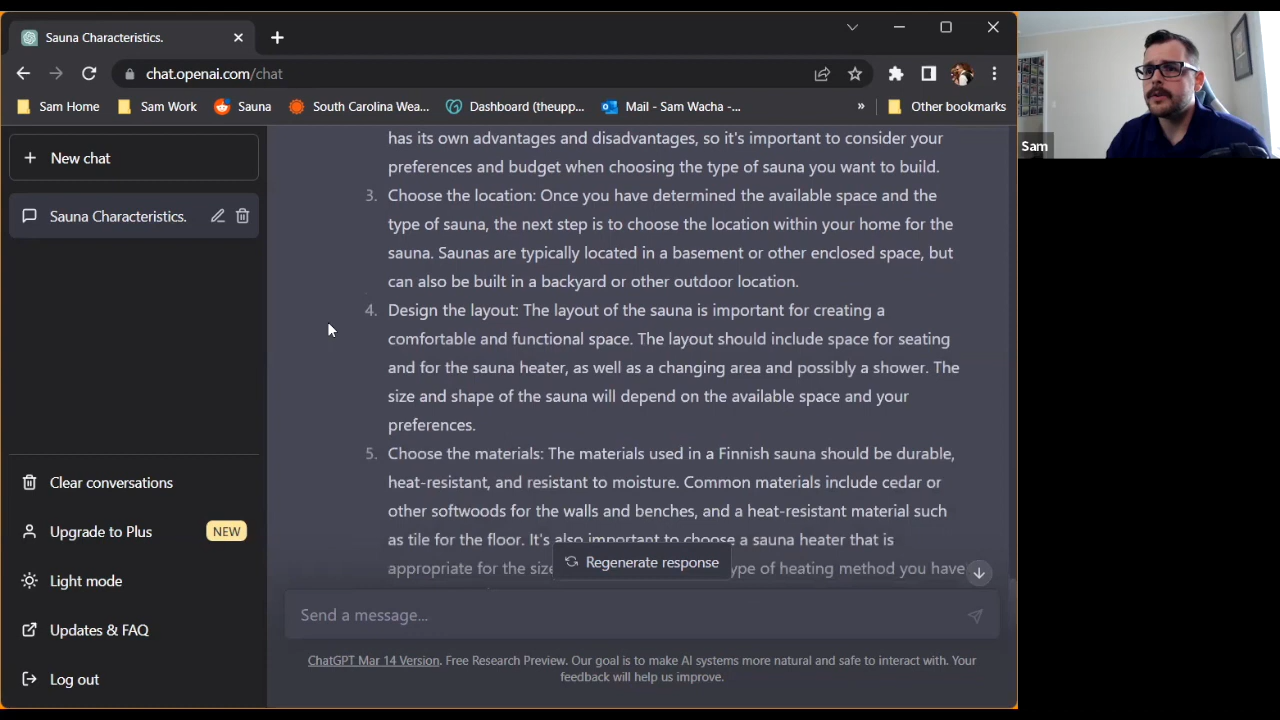 Sauna Characteristics.
chat.openai.com/chat
Sam Home
Sam Work
Sauna
South Carolina Wea...
Dashboard (theupp...
Mail - Sam Wacha -...
»
Other bookmarks
New chat
Sauna Characteristics.
Clear conversations
Upgrade to Plus
NEW
Light mode
Updates & FAQ
Log out
has its own advantages and disadvantages, so it's important to consider your
preferences and budget when choosing the type of sauna you want to build.
3. Choose the location: Once you have determined the available space and the
type of sauna, the next step is to choose the location within your home for the
sauna. Saunas are typically located in a basement or other enclosed space, but
can also be built in a backyard or other outdoor location.
4. Design the layout: The layout of the sauna is important for creating a
comfortable and functional space. The layout should include space for seating
and for the sauna heater, as well as a changing area and possibly a shower. The
size and shape of the sauna will depend on the available space and your
preferences.
5. Choose the materials: The materials used in a Finnish sauna should be durable,
heat-resistant, and resistant to moisture. Common materials include cedar or
other softwoods for the walls and benches, and a heat-resistant material such
as tile for the floor. It's also important to choose a sauna heater that is
appropriate for the size ype of heating method you have
Regenerate response
Send a message...
ChatGPT Mar 14 Version. Free Research Preview. Our goal is to make AI systems more natural and safe to interact with. Your
feedback will help us improve.
Sam